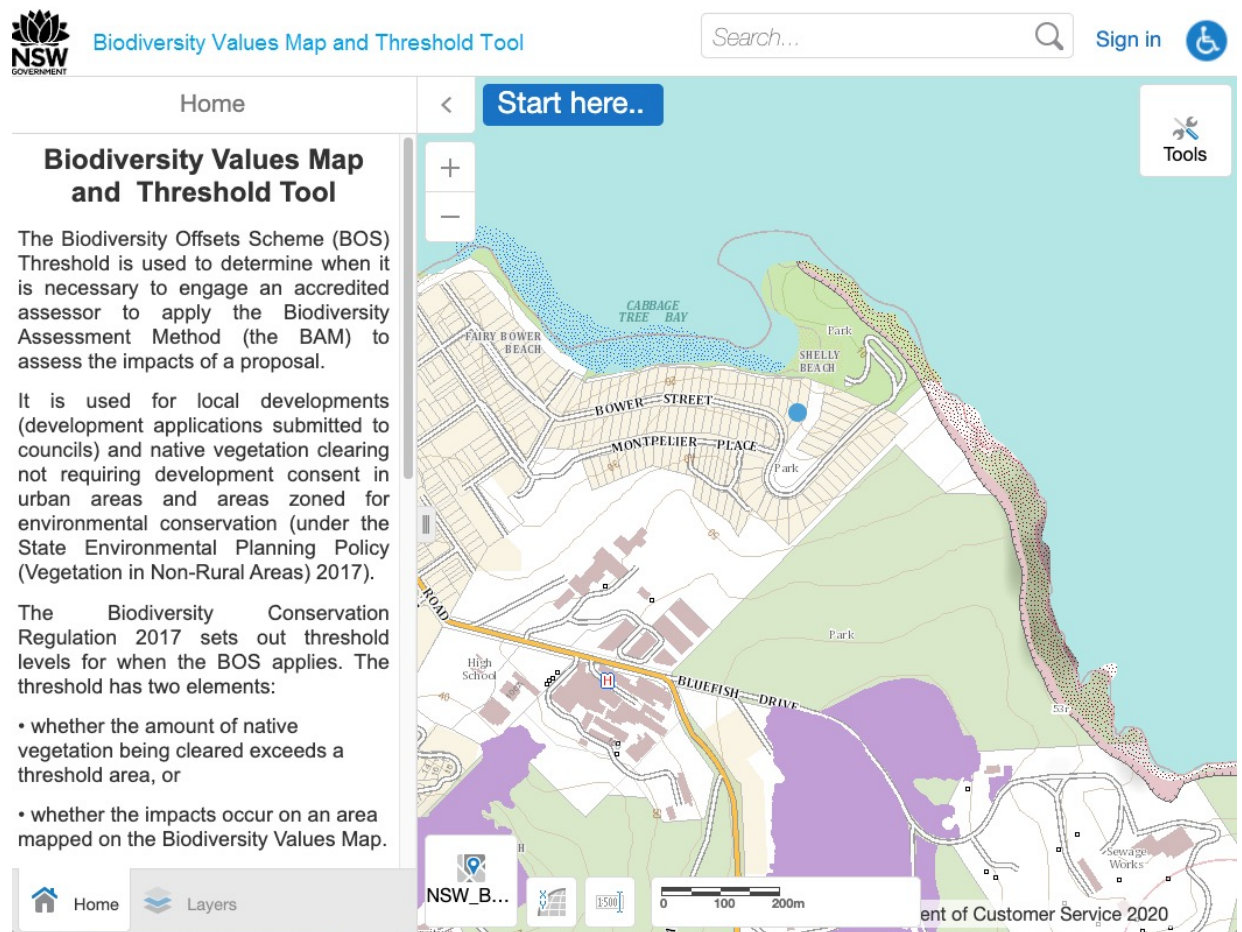 NSW
GOVERNMENT
Biodiversity Values Map and Threshold Tool
Search...
Sign in
Home
Start here..
Tools
Biodiversity Values Map
and Threshold Tool
The Biodiversity Offsets Scheme (BOS)
Threshold is used to determine when it
is necessary to engage an accredited
assessor to apply the Biodiversity
Assessment Method (the BAM) to
assess the impacts of a proposal.
It is used for local developments
(development applications submitted to
councils) and native vegetation clearing
not requiring development consent in
urban areas and areas zoned for
environmental conservation (under the
State Environmental Planning Policy
(Vegetation in Non-Rural Areas) 2017).
The Biodiversity Conservation
Regulation 2017 sets out threshold
levels for when the BOS applies. The
threshold has two elements:
• whether the amount of native
vegetation being cleared exceeds a
threshold area, or
• whether the impacts occur on an area
mapped on the Biodiversity Values Map.
Home
Layers
CABBAGE
TREE BAY
FAIRY BOWER
BEACH
Park
SHELLY
BEACH
BOWER STREET
MONTPELIER PLACE
Park
50
ROAD
Park
High
School
H
BLUEFISH DRIVE
40
53r
Sewage
Works
NSW_B...
1:500
0 100 200m
ent of Customer Service 2020